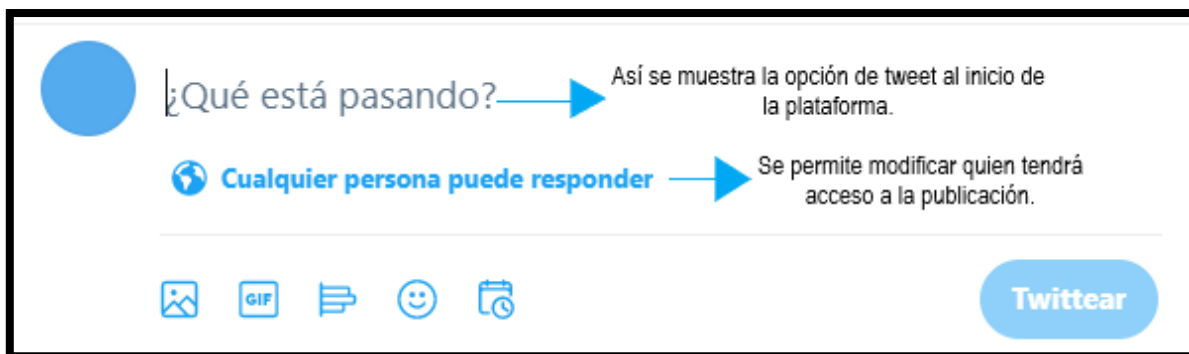 ¿Qué está pasando?
Así se muestra la opción de tweet al inicio de
la plataforma.
Cualquier persona puede responder
Se permite modificar quien tendrá
acceso a la publicación.
GIF
Twittear